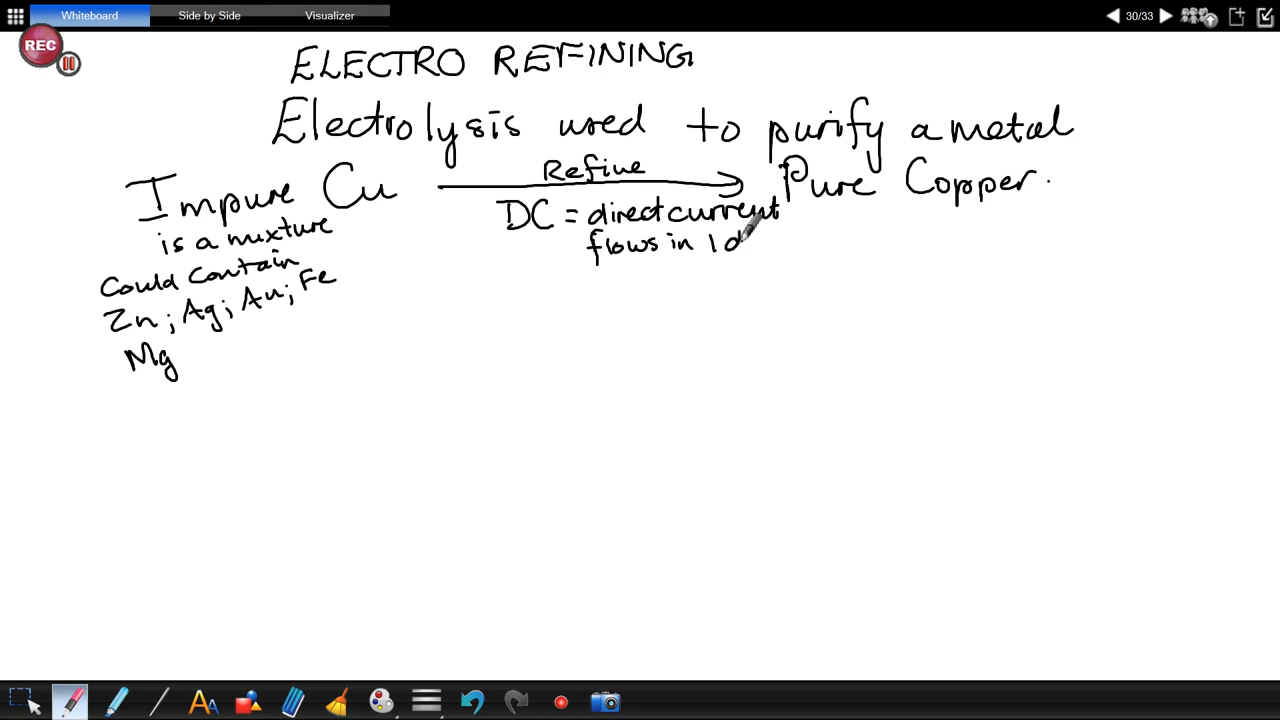 Whiteboard Side by Side Visualizer 30/33
REC
ELECTRO REFINING
Electrolysis used to purify a metal
Impure Cu Refine Pure Copper.
is a mixture DC = direct current
Could contain flows in 1 d
Zn; Ag; Au; Fe
Mg